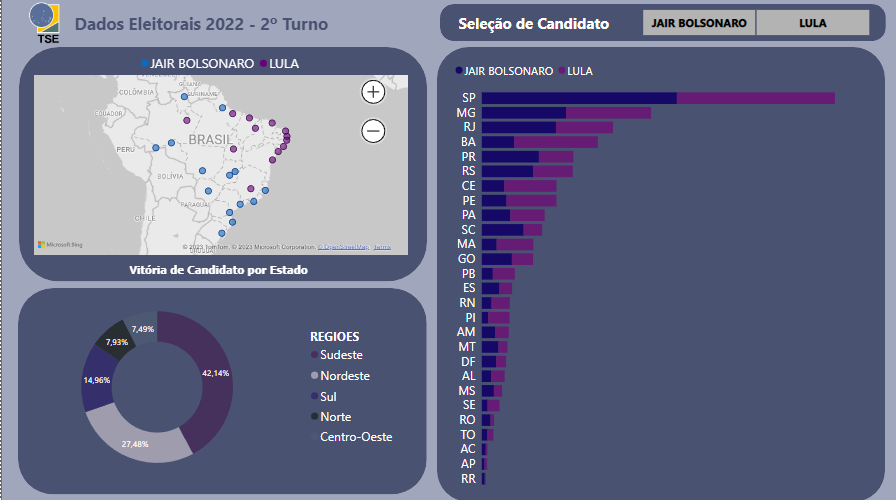 TSE
Dados Eleitorais 2022 - 2º Turno
Seleção de Candidato
JAIR BOLSONARO
LULA
JAIR BOLSONARO LULA
GUIANA
SURINAME
COLÔMBIA
EQUADOR
BRASIL
PERU
BOLÍVIA
PARAGUAI
CHILE
URUGUAI
Microsoft Bing
© 2023 TomTom, © 2023 Microsoft Corporation, © OpenStreetMap Terms
Vitória de Candidato por Estado
7,49%
7,93%
14,96%
42,14%
27,48%
REGIOES
Sudeste
Nordeste
Sul
Norte
Centro-Oeste
JAIR BOLSONARO LULA
SP
MG
RJ
BA
PR
RS
CE
PE
PA
SC
MA
GO
PB
ES
RN
PI
AM
MT
DF
AL
MS
SE
RO
TO
AC
AP
RR